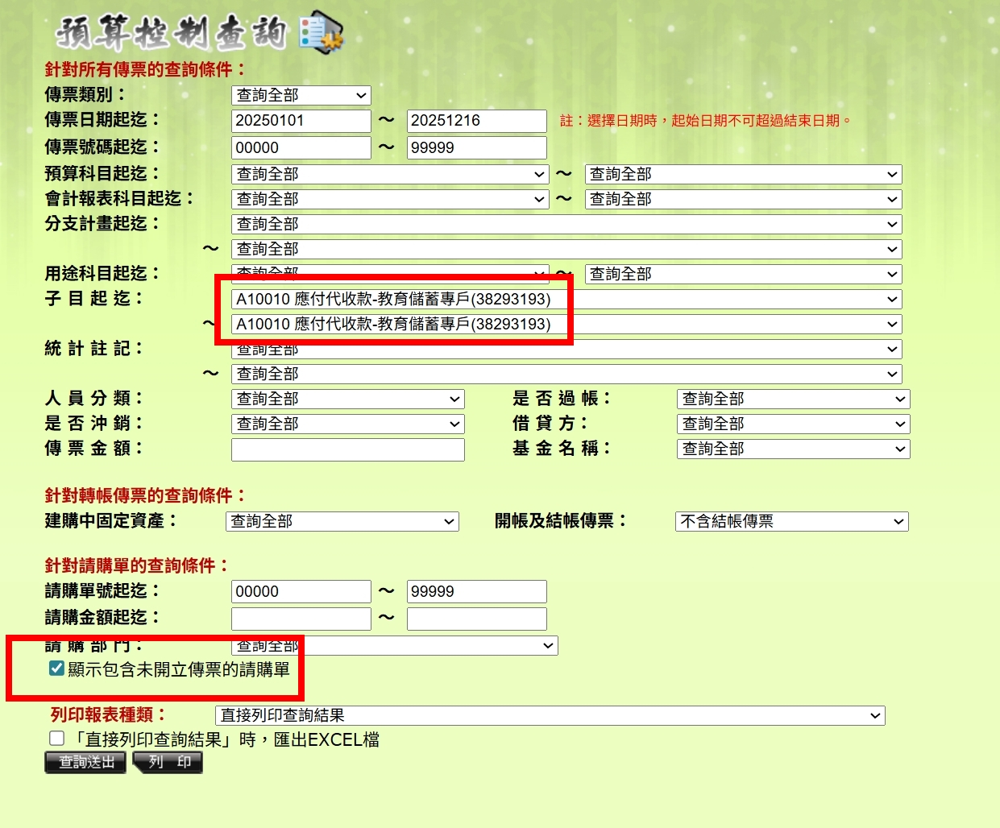 預算控制查詢
針對所有傳票的查詢條件：
傳票類別： 查詢全部
傳票日期起迄： 20250101 ～ 20251216 註：選擇日期時，起始日期不可超過結束日期。
傳票號碼起迄： 00000 ～ 99999
預算科目起迄： 查詢全部 ～ 查詢全部
會計報表科目起迄： 查詢全部 ～ 查詢全部
分支計畫起迄： 查詢全部
～ 查詢全部
用途科目起迄： 查詢全部 ～ 查詢全部
子 目 起 迄： A10010 應付代收款-教育儲蓄專戶(38293193)
～ A10010 應付代收款-教育儲蓄專戶(38293193)
統 計 註 記： 查詢全部
～ 查詢全部
人 員 分 類： 查詢全部 是 否 過 帳： 查詢全部
是 否 沖 銷： 查詢全部 借 貸 方： 查詢全部
傳 票 金 額： 基 金 名 稱： 查詢全部
針對轉帳傳票的查詢條件：
建購中固定資產： 查詢全部 開帳及結帳傳票： 不含結帳傳票
針對請購單的查詢條件：
請購單號起迄： 00000 ～ 99999
請購金額起迄： ～
請 購 部 門： 查詢全部
顯示包含未開立傳票的請購單
列印報表種類： 直接列印查詢結果
「直接列印查詢結果」時，匯出EXCEL檔
查詢送出 列 印